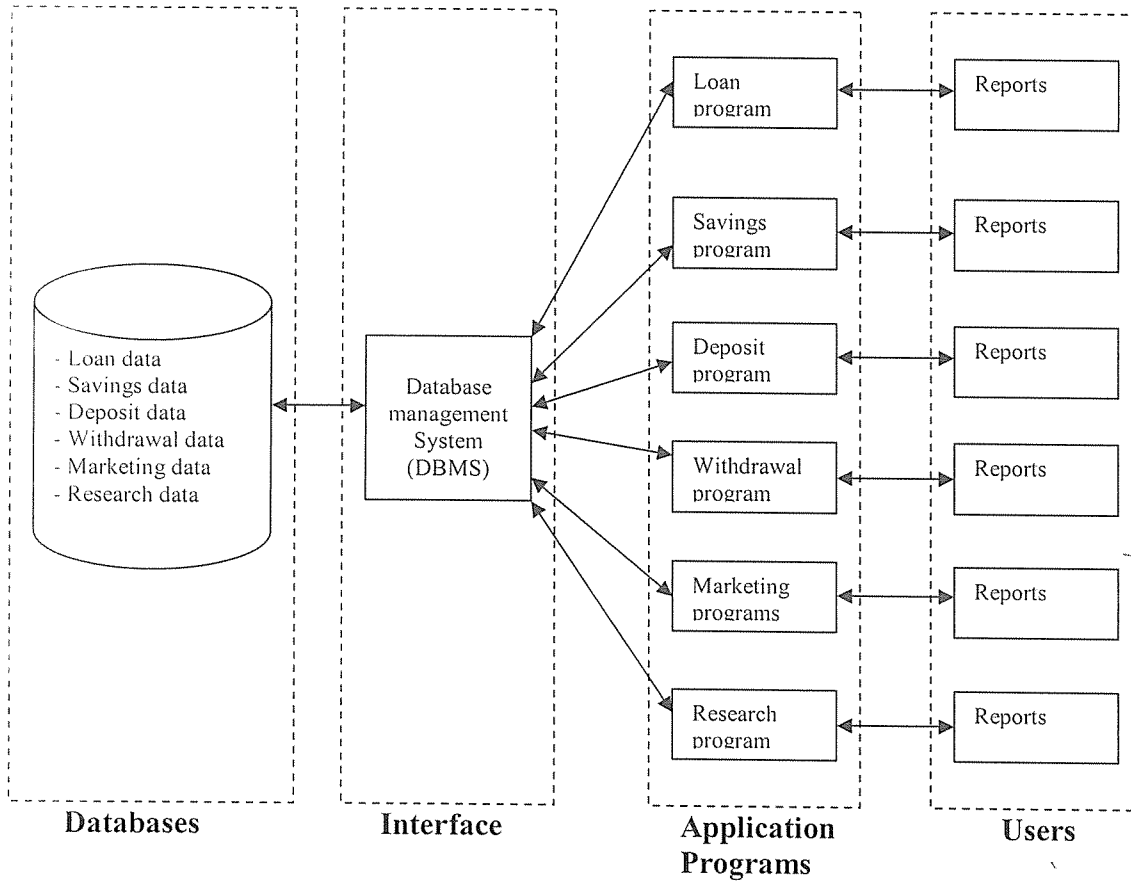 - Loan data
- Savings data
- Deposit data
- Withdrawal data
- Marketing data
- Research data
Databases
Database
management
System
(DBMS)
Interface
Loan
program
Savings
program
Deposit
program
Withdrawal
program
Marketing
programs
Research
program
Application
Programs
Reports
Reports
Reports
Reports
Reports
Reports
Users